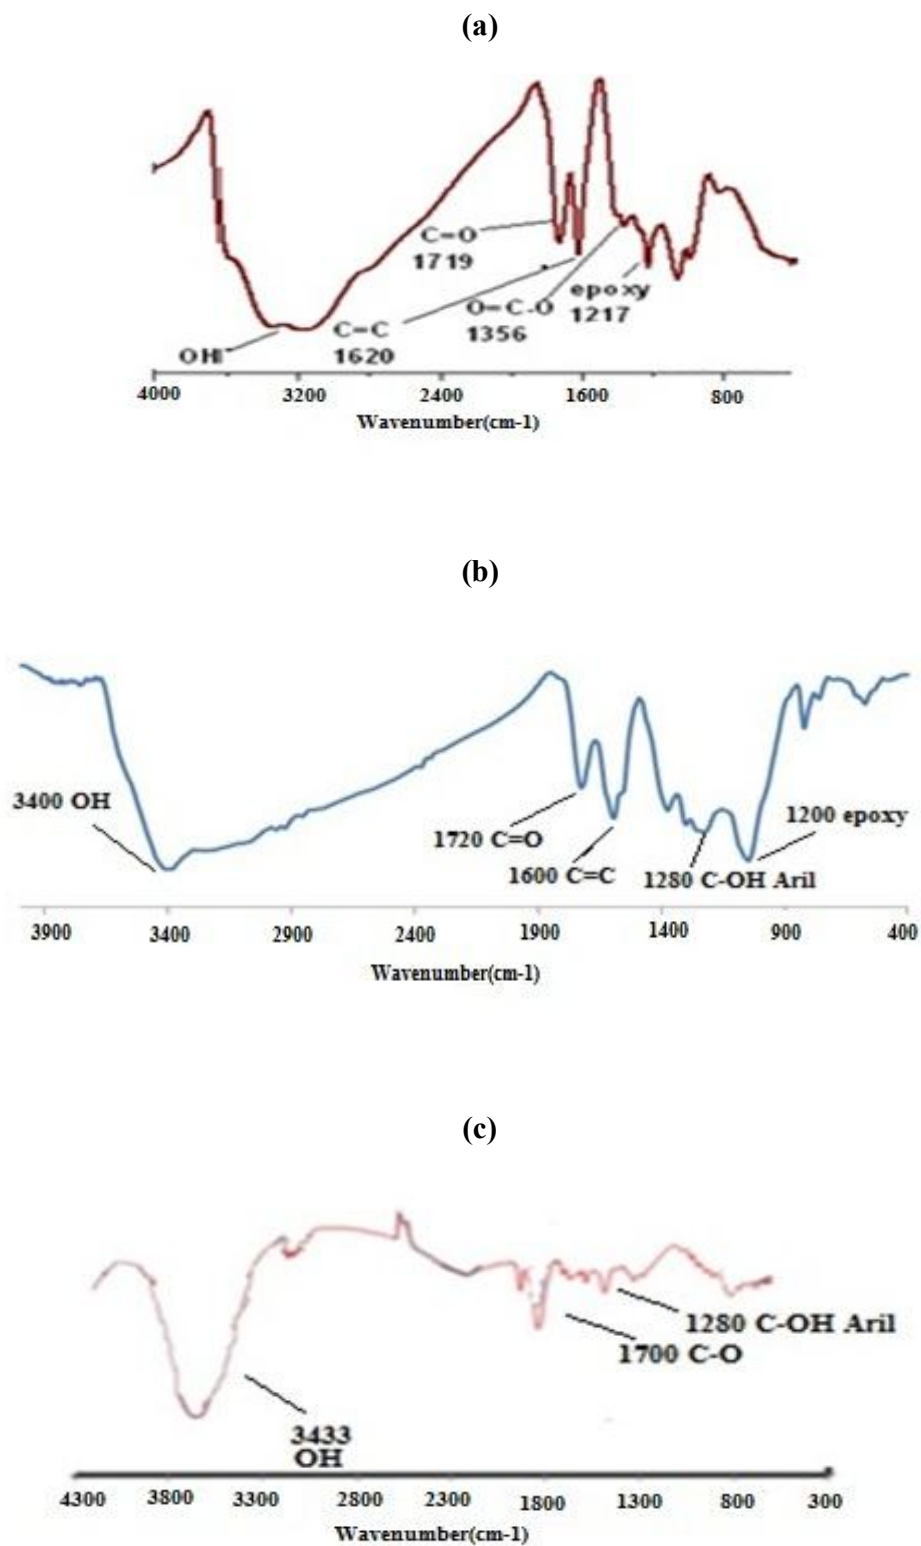 (a)
C=O
1719
O=C-O
1356
epoxy
1217
C=C
1620
OH
4000 3200 2400 1600 800
Wavenumber(cm-1)
(b)
3400 OH
1720 C=O
1600 C=C
1280 C-OH Aril
1200 epoxy
3900 3400 2900 2400 1900 1400 900 400
Wavenumber(cm-1)
(c)
1280 C-OH Aril
1700 C-O
3433
OH
4300 3800 3300 2800 2300 1800 1300 800 300
Wavenumber(cm-1)